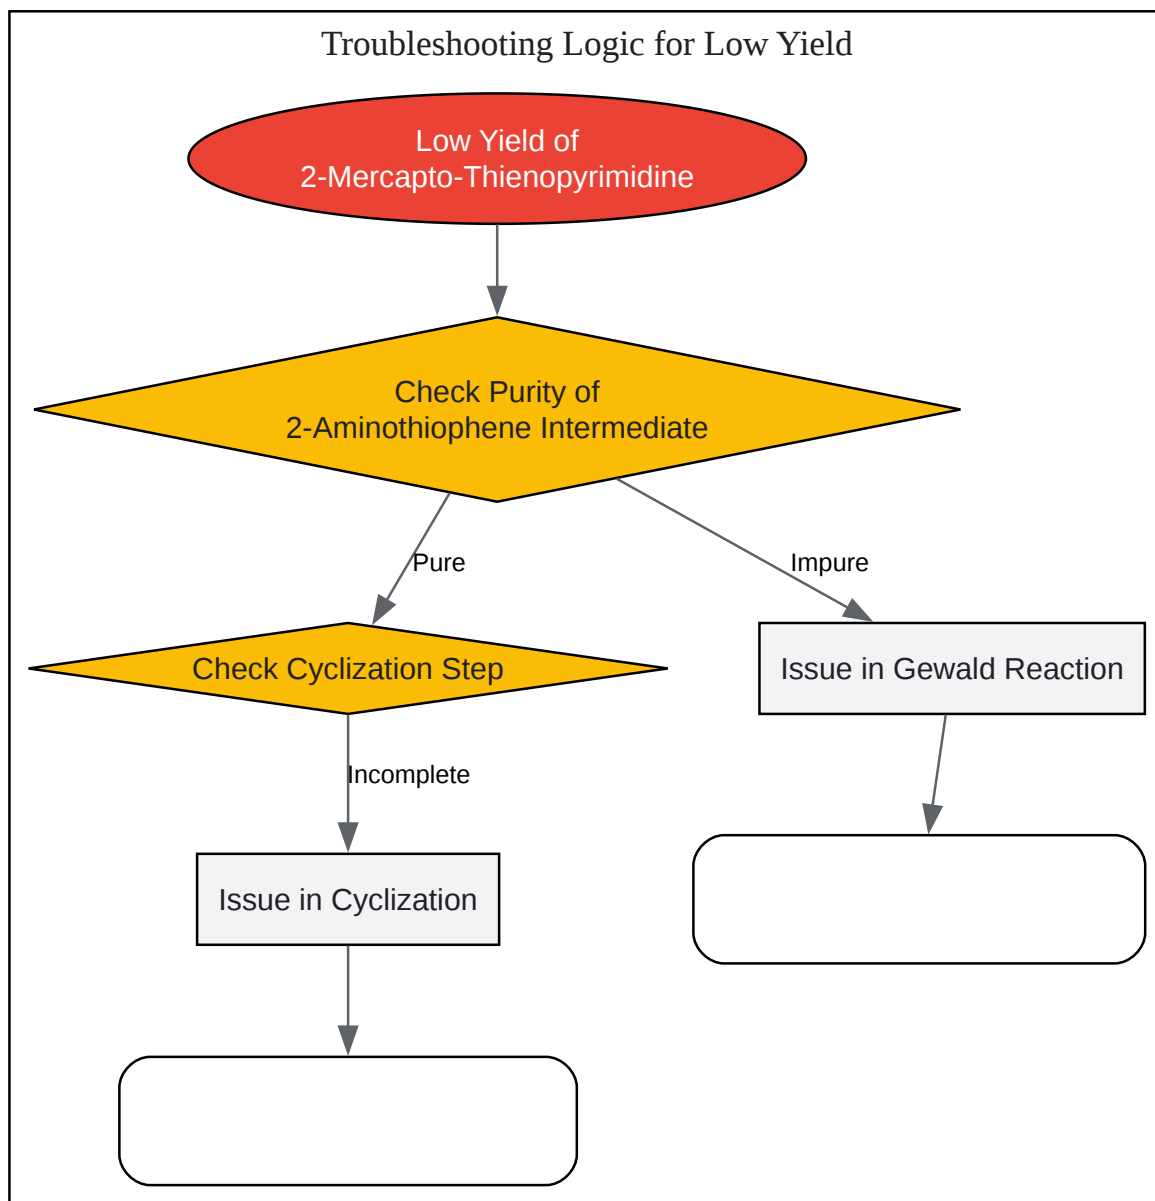 Troubleshooting Logic for Low Yield
Low Yield of
2-Mercapto-Thienopyrimidine
Check Purity of
2-Aminothiophene Intermediate
Pure
Impure
Check Cyclization Step
Issue in Gewald Reaction
Incomplete
Issue in Cyclization